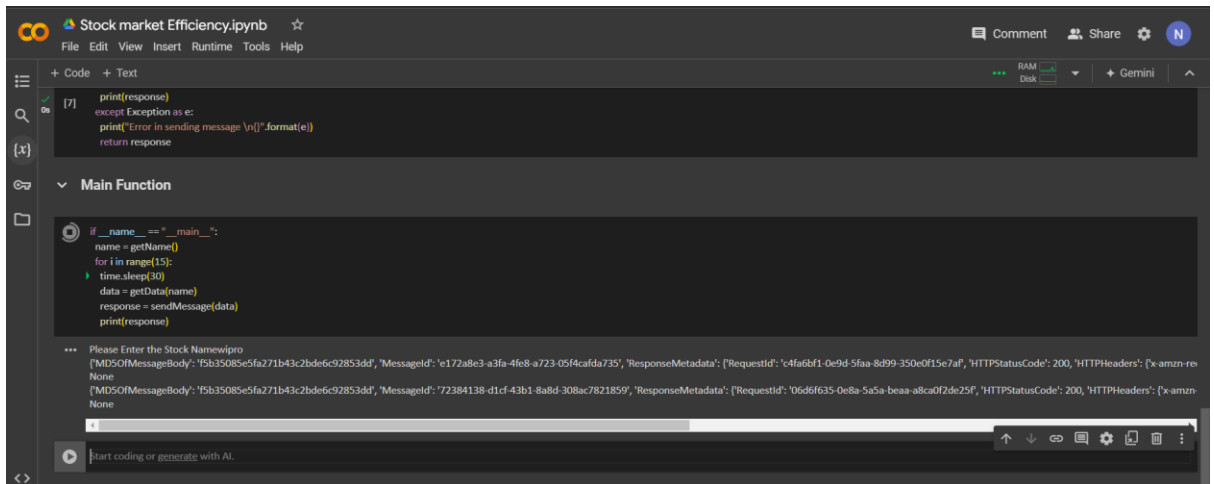 CO Stock market Efficiency.ipynb
Comment Share N
File Edit View Insert Runtime Tools Help
+ Code + Text
RAM
Disk
Gemini
0s
[7] print(response)
except Exception as e:
print("Error in sending message \n{}".format(e))
return response
{x}
Main Function
if __name__ == "__main__":
name = getName()
for i in range(15):
time.sleep(30)
data = getData(name)
response = sendMessage(data)
print(response)
Please Enter the Stock Namewipro
{'MD5OfMessageBody': 'f5b35085e5fa271b43c2bde6c92853dd', 'MessageId': 'e172a8e3-a3fa-4fe8-a723-05f4cafda735', 'ResponseMetadata': {'RequestId': 'c4fa6bf1-0e9d-5faa-8d99-350e0f15e7af', 'HTTPStatusCode': 200, 'HTTPHeaders': {'x-amzn-re
None
{'MD5OfMessageBody': 'f5b35085e5fa271b43c2bde6c92853dd', 'MessageId': '72384138-d1cf-43b1-8a8d-308ac7821859', 'ResponseMetadata': {'RequestId': '06d6f635-0e8a-5a5a-beaa-a8ca0f2de25f', 'HTTPStatusCode': 200, 'HTTPHeaders': {'x-amzn-
None
Start coding or generate with AI.